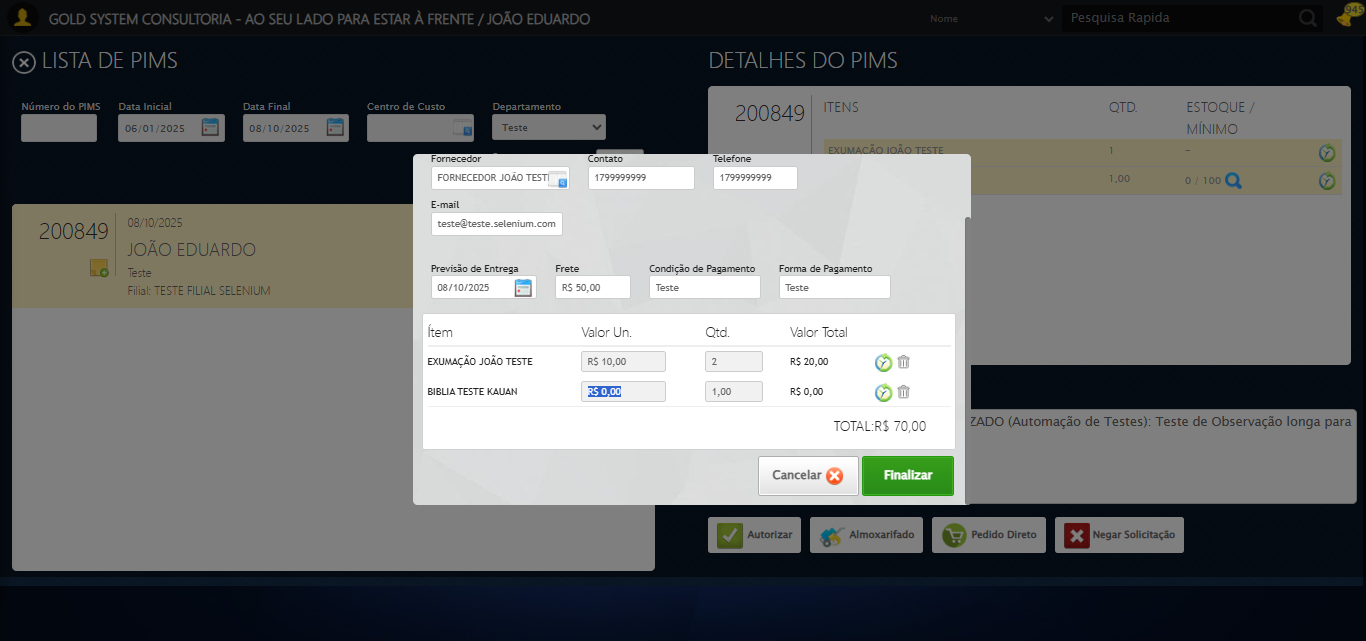 GOLD SYSTEM CONSULTORIA - AO SEU LADO PARA ESTAR À FRENTE / JOÃO EDUARDO
Nome
Pesquisa Rapida
945
LISTA DE PIMS
Número do PIMS
Data Inicial
Data Final
Centro de Custo
Departamento
06/01/2025
08/10/2025
Teste
200849
08/10/2025
JOÃO EDUARDO
Teste
Filial: TESTE FILIAL SELENIUM
DETALHES DO PIMS
200849
ITENS
QTD.
ESTOQUE /
MÍNIMO
EXUMAÇÃO JOÃO TESTE
1
-
1,00
0 / 100
Fornecedor
Contato
Telefone
FORNECEDOR JOÃO TEST
1799999999
1799999999
E-mail
teste@teste.selenium.com
Previsão de Entrega
Frete
Condição de Pagamento
Forma de Pagamento
08/10/2025
R$ 50,00
Teste
Teste
Ítem
Valor Un.
Qtd.
Valor Total
EXUMAÇÃO JOÃO TESTE
R$ 10,00
2
R$ 20,00
BIBLIA TESTE KAUAN
R$ 0,00
1,00
R$ 0,00
TOTAL:R$ 70,00
Cancelar
Finalizar
ZADO (Automação de Testes): Teste de Observação longa para
Autorizar
Almoxarifado
Pedido Direto
Negar Solicitação